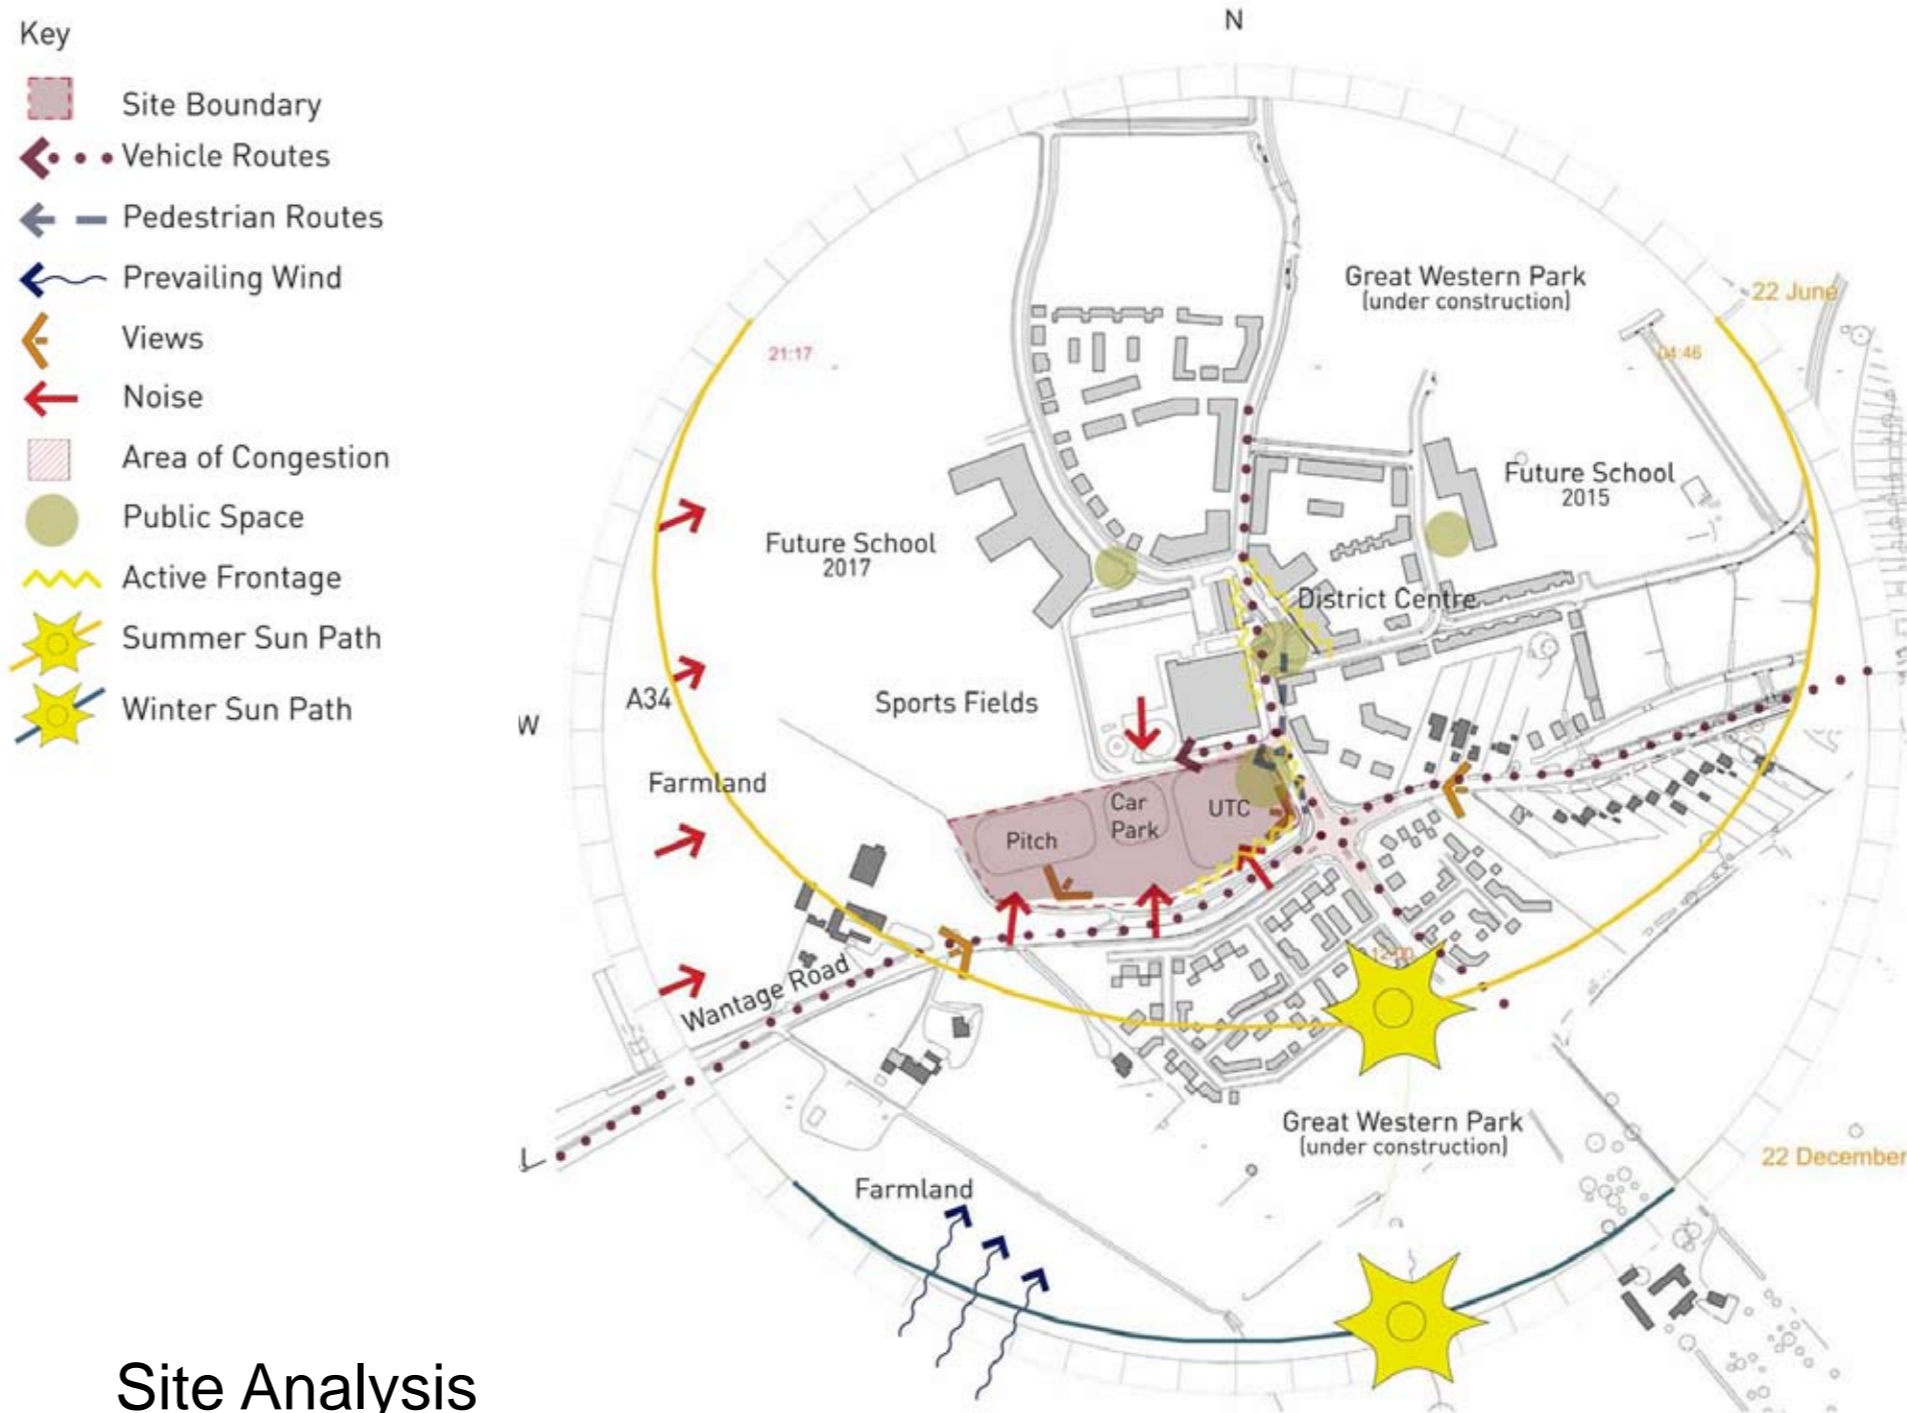 Key
Site Boundary
Vehicle Routes
Pedestrian Routes
Prevailing Wind
Views
Noise
Area of Congestion
Public Space
Active Frontage
Summer Sun Path
Winter Sun Path
N
Great Western Park
(under construction)
22 June
21:17
04:46
Future School
2015
Future School
2017
District Centre
A34
Sports Fields
W
Farmland
Car
Park
UTC
Pitch
12:00
Wantage Road
Great Western Park
(under construction)
22 December
Farmland
Site Analysis